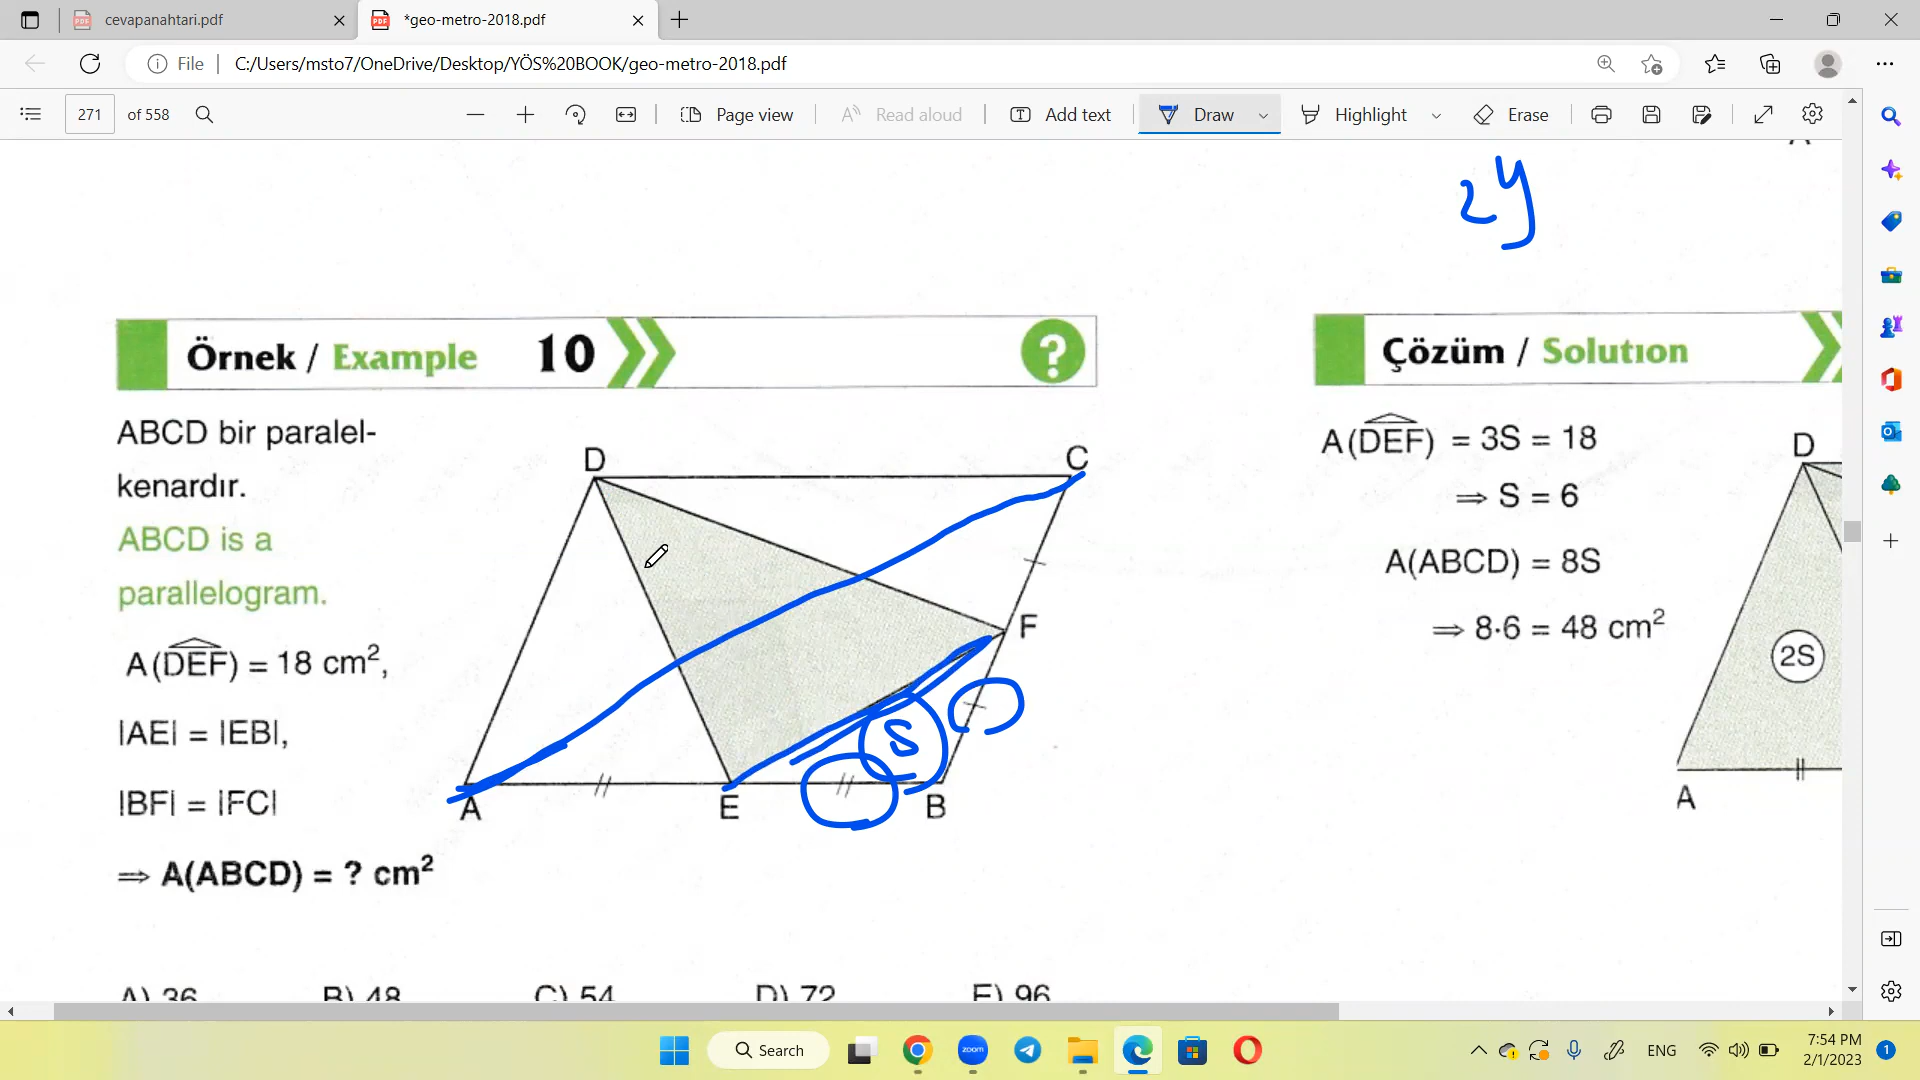 cevapanahtari.pdf
*geo-metro-2018.pdf
File
C:/Users/msto7/OneDrive/Desktop/YÖS%20BOOK/geo-metro-2018.pdf
271 of 558
Page view
Read aloud
Add text
Draw
Highlight
Erase
2y
Örnek / Example 10
?
ABCD bir paralel-
kenardır.
ABCD is a
parallelogram.
A(DEF) = 18 cm²,
|AE| = |EB|,
|BF| = |FC|
⇒ A(ABCD) = ? cm²
D
C
F
S
A
E
B
A) 36 B) 48 C) 54 D) 72 E) 96
Çözüm / Solutıon
A(DEF) = 3S = 18
⇒ S = 6
A(ABCD) = 8S
⇒ 8·6 = 48 cm²
D
2S
A
Search
zoom
ENG
7:54 PM
2/1/2023
1